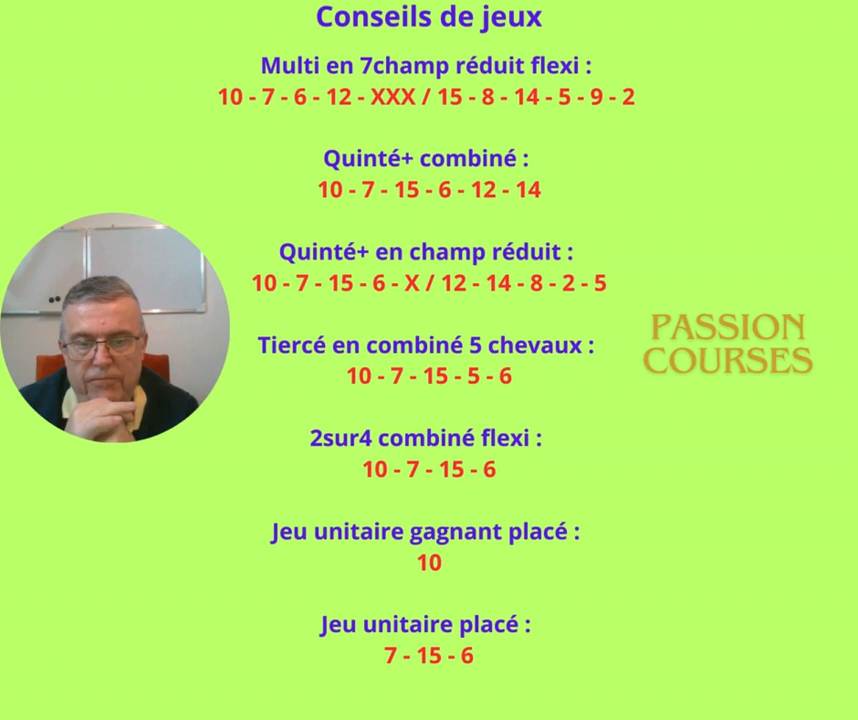 Conseils de jeux
Multi en 7champ réduit flexi :
10 - 7 - 6 - 12 - XXX / 15 - 8 - 14 - 5 - 9 - 2
Quinté+ combiné :
10 - 7 - 15 - 6 - 12 - 14
Quinté+ en champ réduit :
10 - 7 - 15 - 6 - X / 12 - 14 - 8 - 2 - 5
Tiercé en combiné 5 chevaux :
10 - 7 - 15 - 5 - 6
2sur4 combiné flexi :
10 - 7 - 15 - 6
Jeu unitaire gagnant placé :
10
Jeu unitaire placé :
7 - 15 - 6
PASSION
COURSES